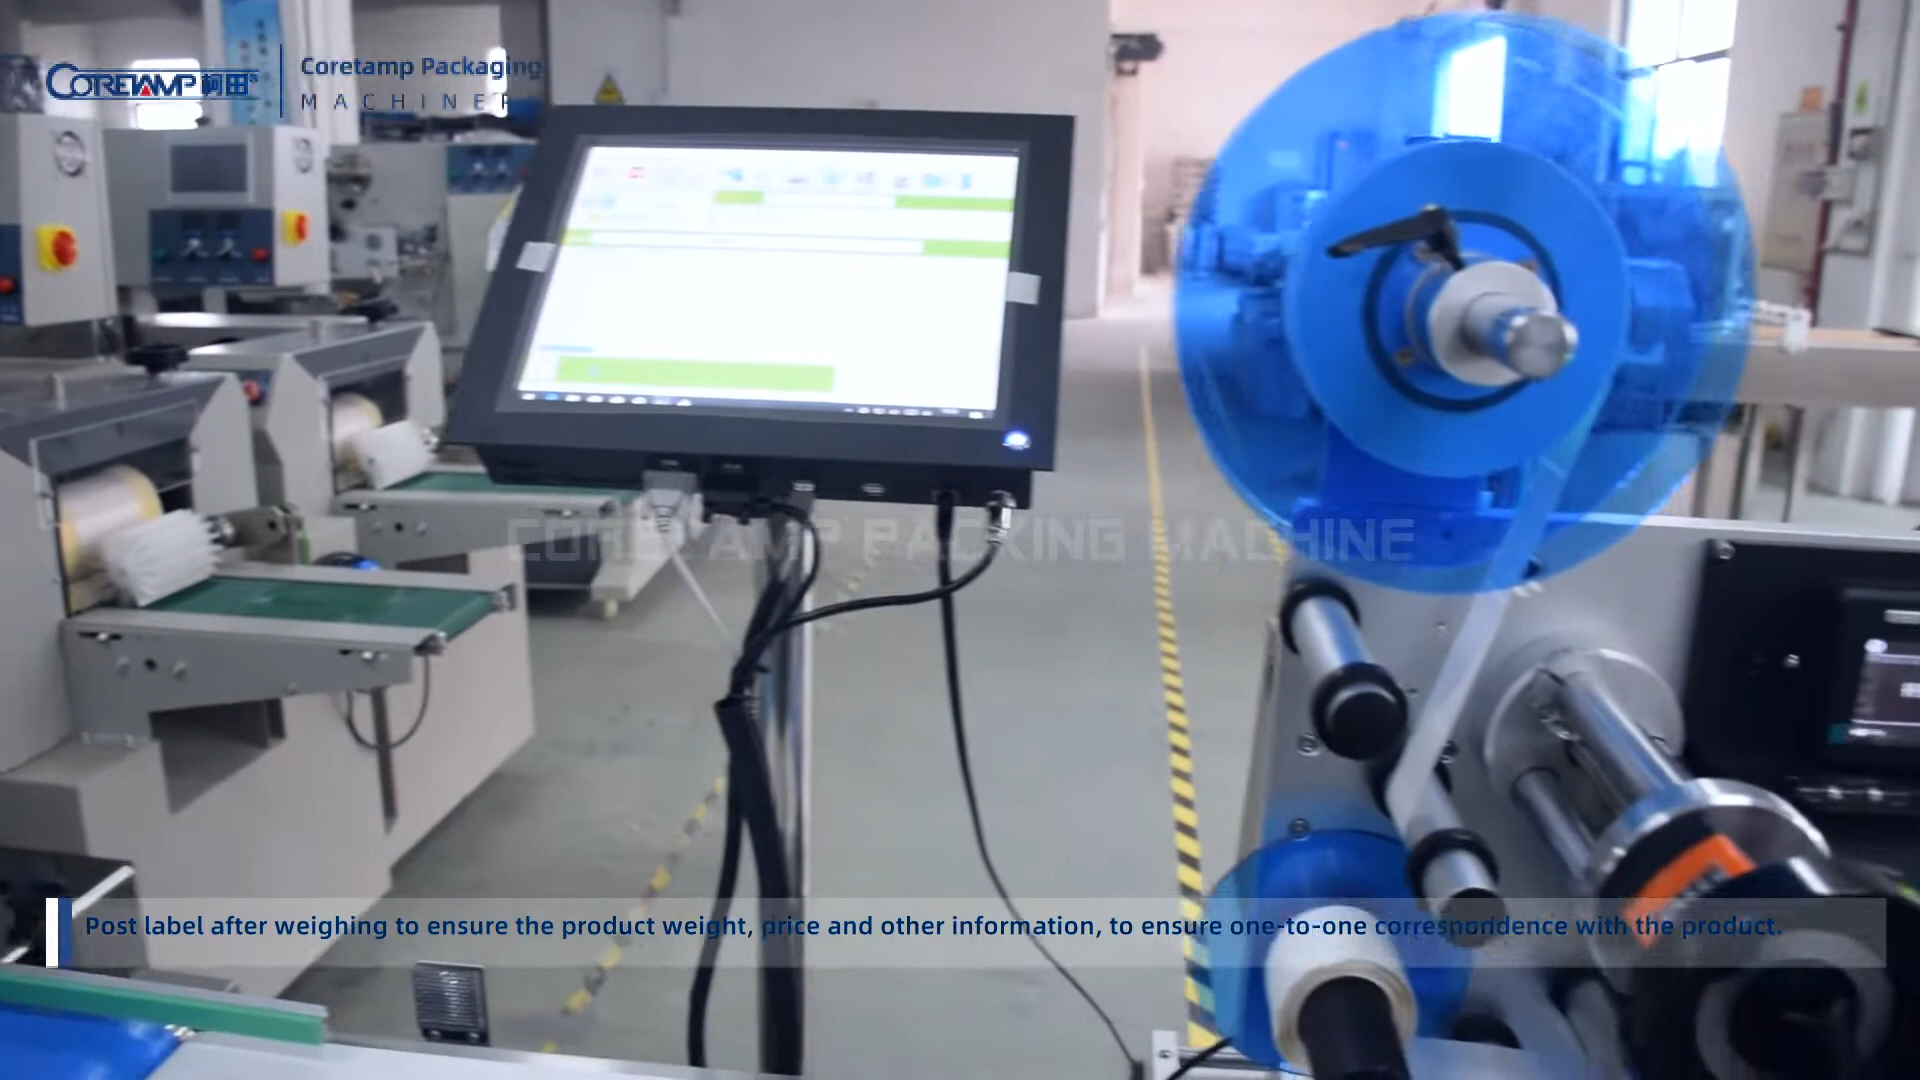 CORETAMP 柯田
Coretamp Packaging
MACHINER
CORETAMP PACKING MACHINE
Post label after weighing to ensure the product weight, price and other information, to ensure one-to-one correspondence with the product.